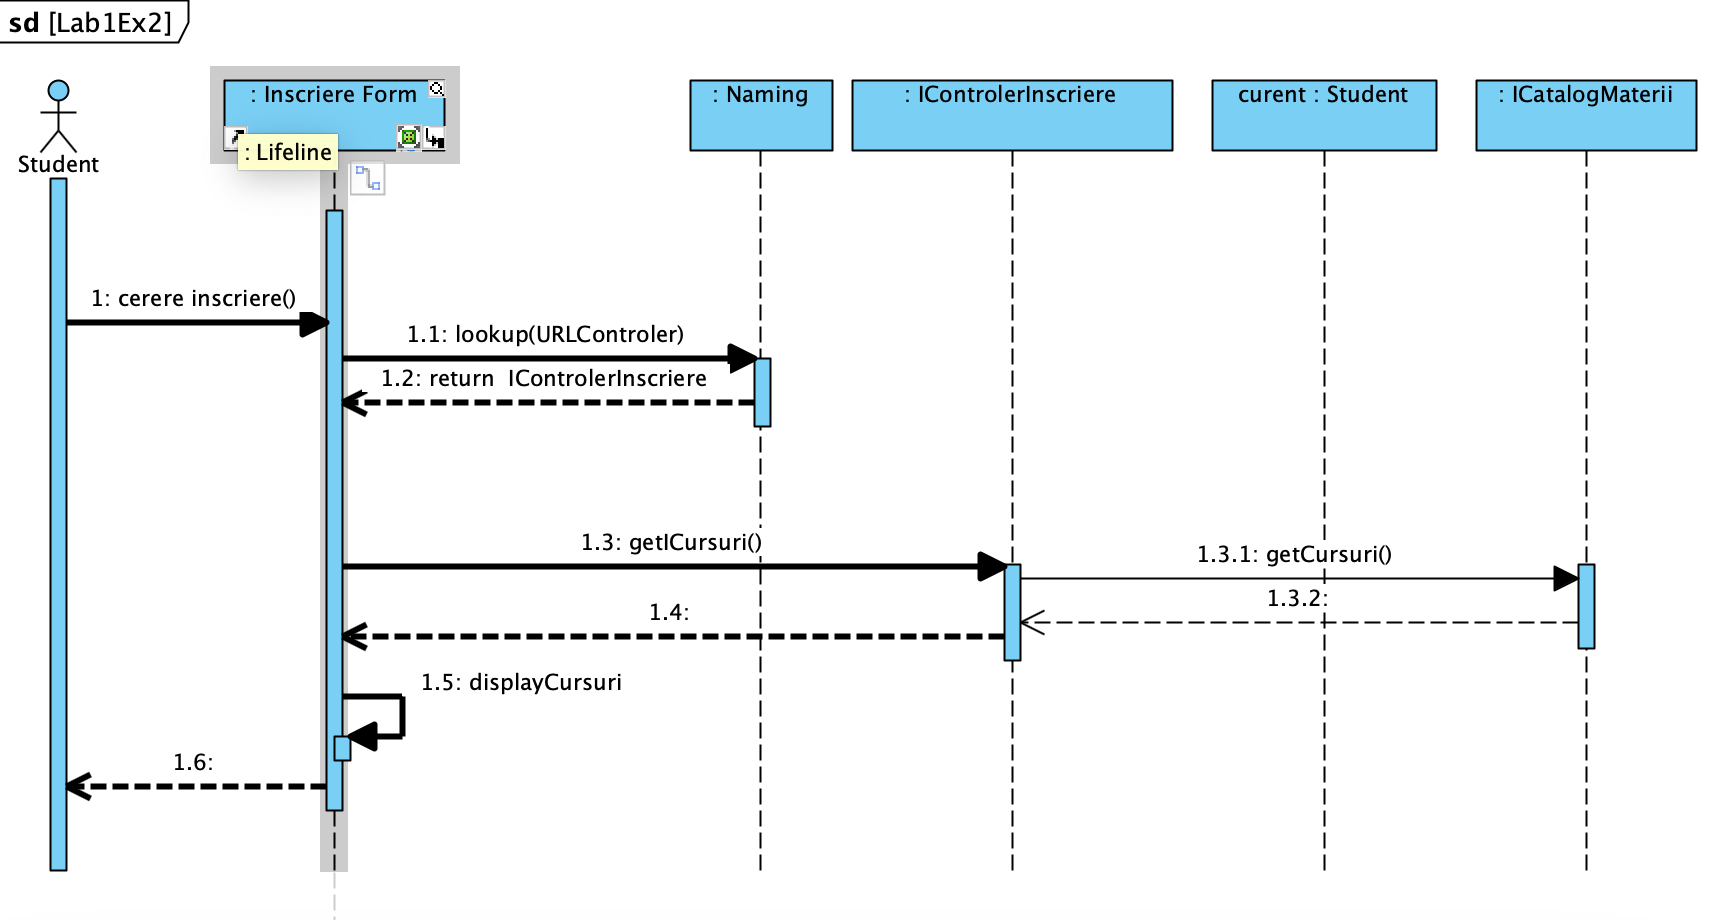 sd [Lab1Ex2]
Student
: Inscriere Form
: Lifeline
: Naming
: IControlerInscriere
curent : Student
: ICatalogMaterii
1: cerere inscriere()
1.1: lookup(URLControler)
1.2: return  IControlerInscriere
1.3: getICursuri()
1.3.1: getCursuri()
1.3.2:
1.4:
1.5: displayCursuri
1.6: